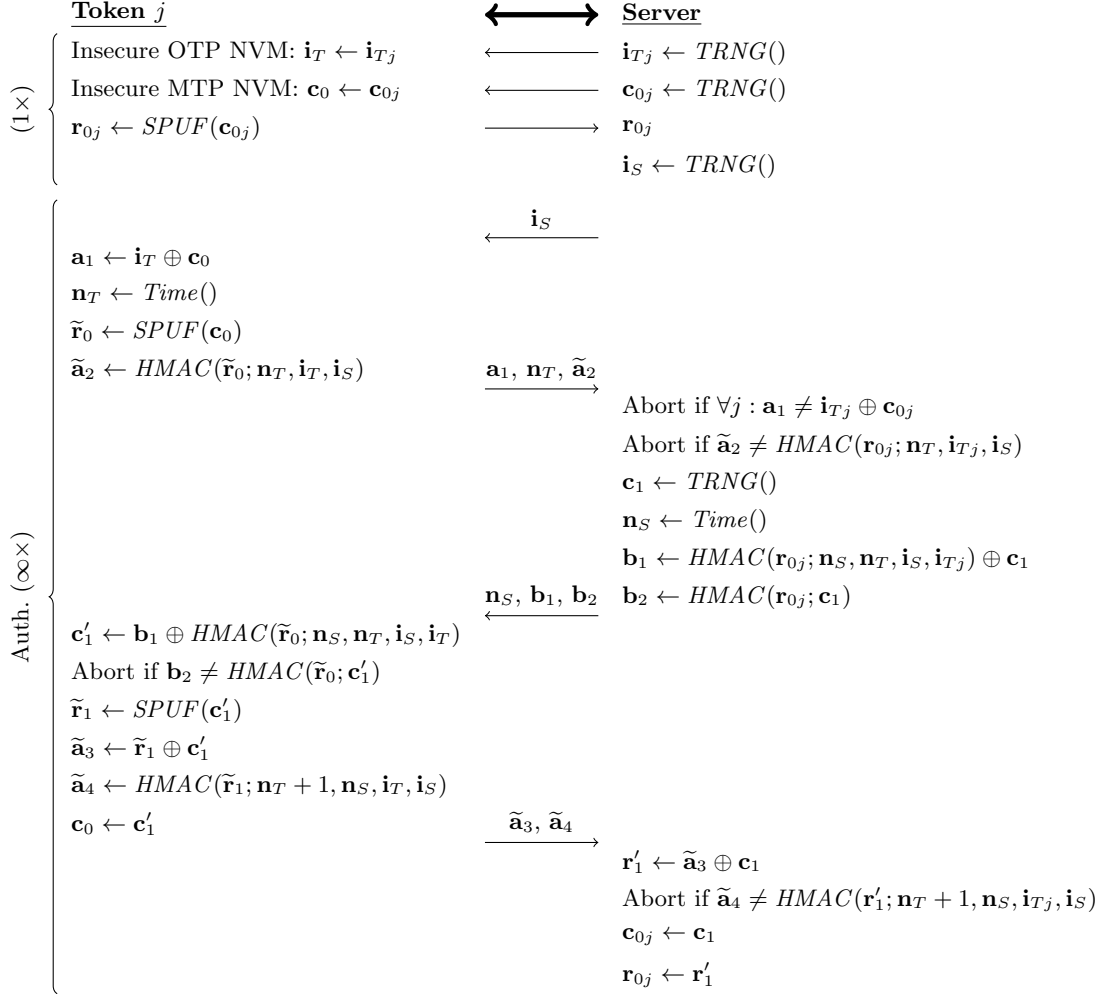 Token j Server
(1×)
Insecure OTP NVM: i_T ← i_Tj i_Tj ← TRNG()
Insecure MTP NVM: c_0 ← c_0j c_0j ← TRNG()
r_0j ← SPUF(c_0j) r_0j
i_S ← TRNG()
Auth. (∞×)
i_S
a_1 ← i_T ⊕ c_0
n_T ← Time()
r̃_0 ← SPUF(c_0)
ã_2 ← HMAC(r̃_0; n_T, i_T, i_S) a_1, n_T, ã_2
Abort if ∀j : a_1 ≠ i_Tj ⊕ c_0j
Abort if ã_2 ≠ HMAC(r_0j; n_T, i_Tj, i_S)
c_1 ← TRNG()
n_S ← Time()
b_1 ← HMAC(r_0j; n_S, n_T, i_S, i_Tj) ⊕ c_1
n_S, b_1, b_2 b_2 ← HMAC(r_0j; c_1)
c′_1 ← b_1 ⊕ HMAC(r̃_0; n_S, n_T, i_S, i_T)
Abort if b_2 ≠ HMAC(r̃_0; c′_1)
r̃_1 ← SPUF(c′_1)
ã_3 ← r̃_1 ⊕ c′_1
ã_4 ← HMAC(r̃_1; n_T + 1, n_S, i_T, i_S)
c_0 ← c′_1 ã_3, ã_4
r′_1 ← ã_3 ⊕ c_1
Abort if ã_4 ≠ HMAC(r′_1; n_T + 1, n_S, i_Tj, i_S)
c_0j ← c_1
r_0j ← r′_1